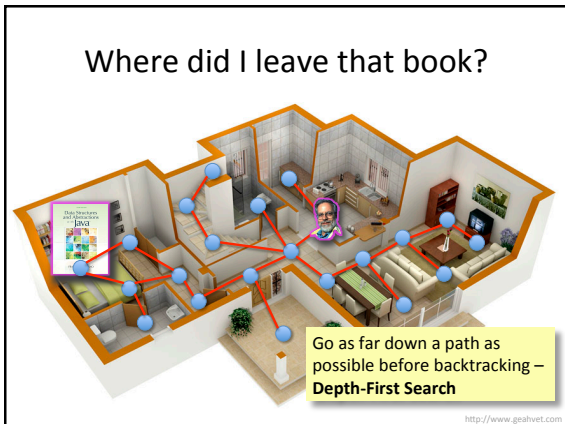 Where did I leave that book?
Data Structures
and Abstractions
with
Java
Go as far down a path as
possible before backtracking –
Depth-First Search
http://www.geahvet.com